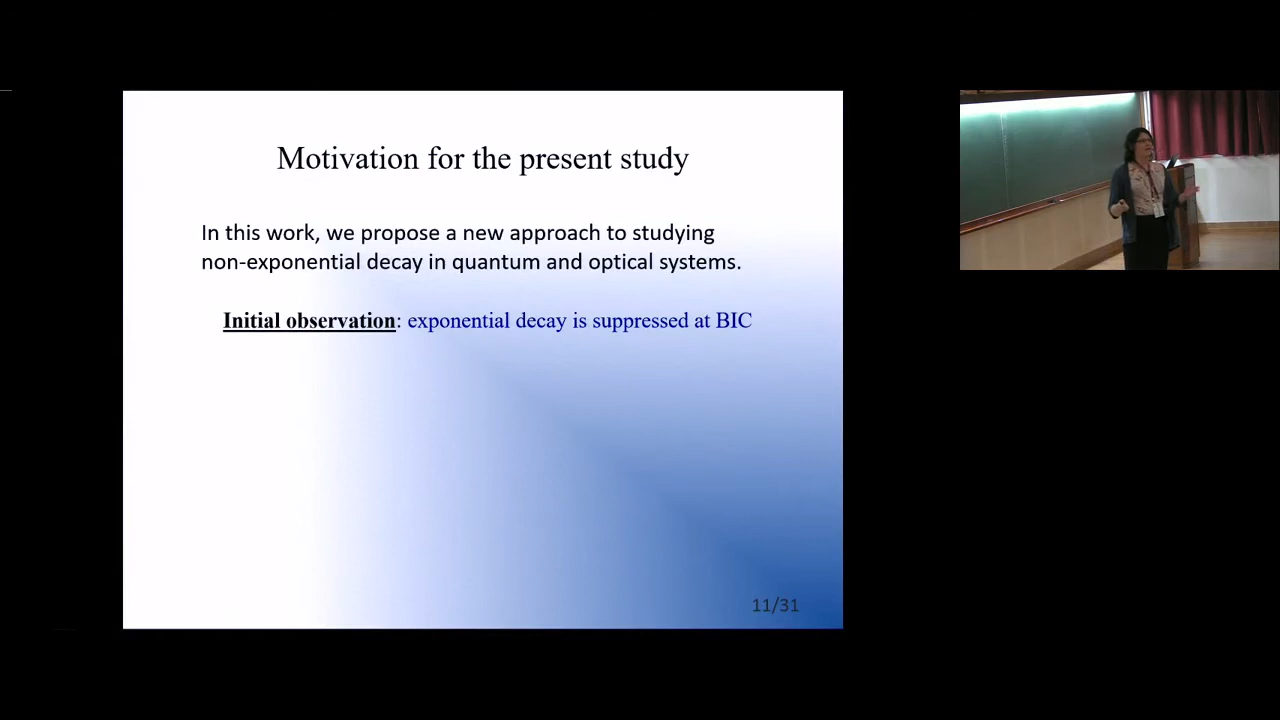 Motivation for the present study
In this work, we propose a new approach to studying
non-exponential decay in quantum and optical systems.
Initial observation: exponential decay is suppressed at BIC
11/31